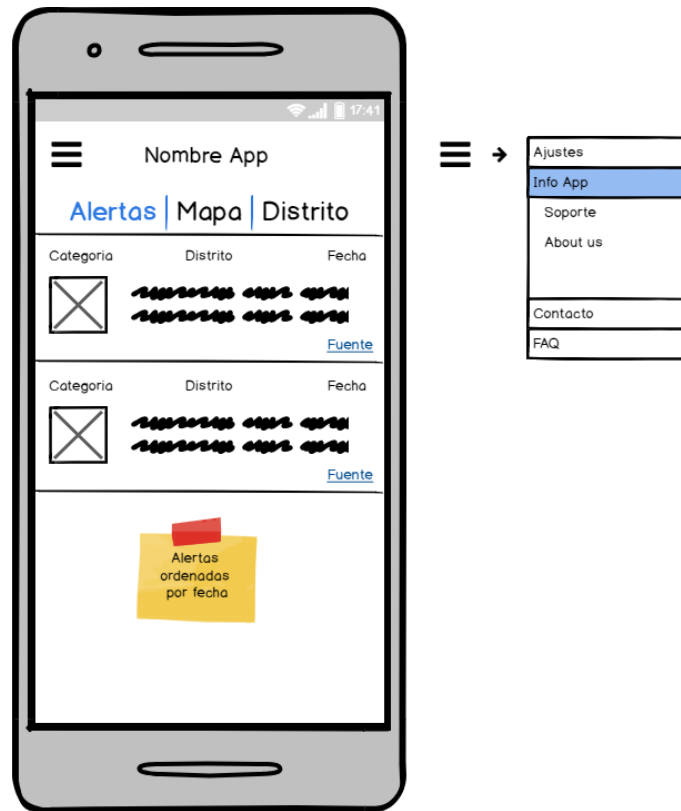 17:41
Nombre App
Alertas Mapa Distrito
Categoria Distrito Fecha
Fuente
Categoria Distrito Fecha
Fuente
Alertas
ordenadas
por fecha
Ajustes
Info App
Soporte
About us
Contacto
FAQ